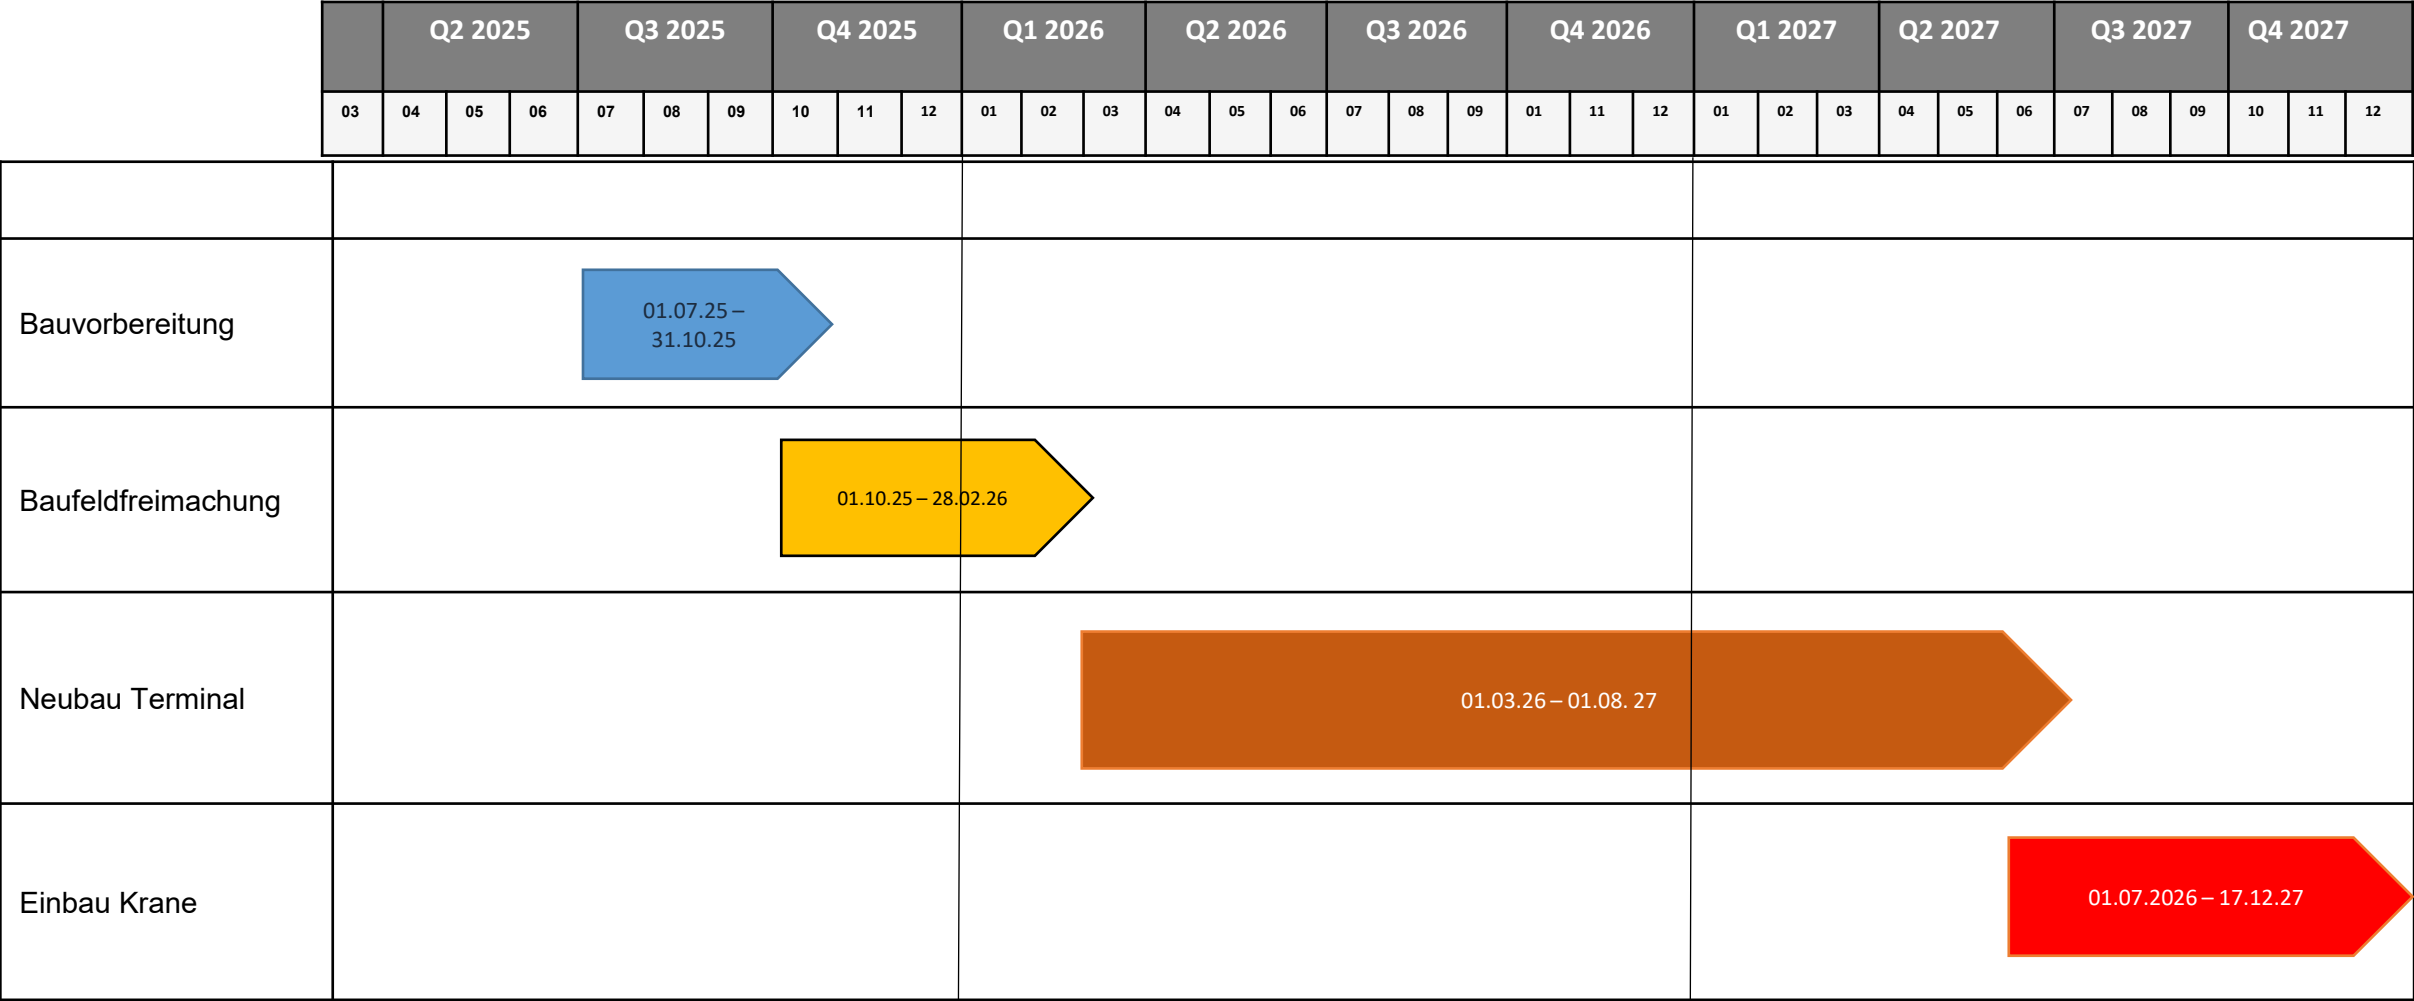 Q2 2025 Q3 2025 Q4 2025 Q1 2026 Q2 2026 Q3 2026 Q4 2026 Q1 2027 Q2 2027 Q3 2027 Q4 2027
03 04 05 06 07 08 09 10 11 12 01 02 03 04 05 06 07 08 09 01 11 12 01 02 03 04 05 06 07 08 09 10 11 12
Bauvorbereitung
01.07.25 –
31.10.25
Baufeldfreimachung
01.10.25 – 28.02.26
Neubau Terminal
01.03.26 – 01.08. 27
Einbau Krane
01.07.2026 – 17.12.27